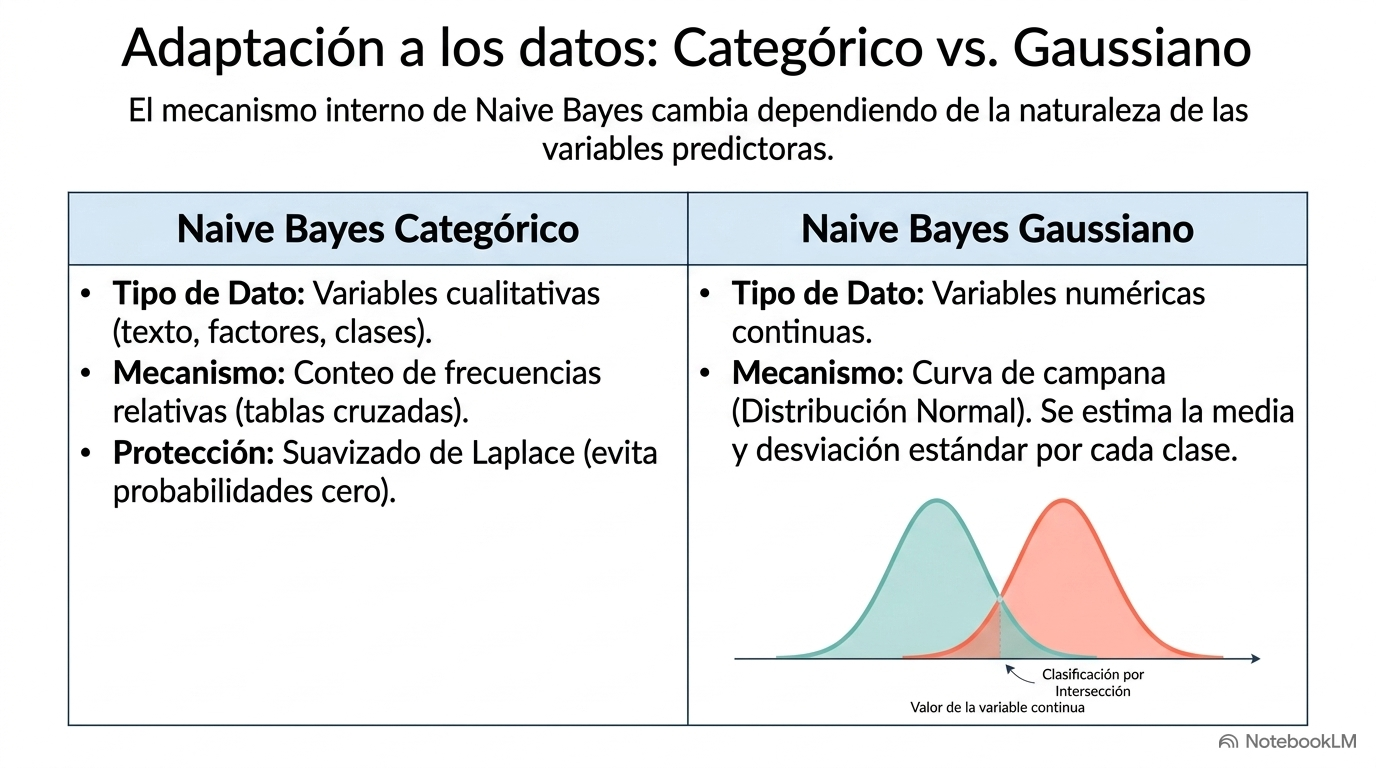 Adaptación a los datos: Categórico vs. Gaussiano
El mecanismo interno de Naive Bayes cambia dependiendo de la naturaleza de las
variables predictoras.
Naive Bayes Categórico
• Tipo de Dato: Variables cualitativas
(texto, factores, clases).
• Mecanismo: Conteo de frecuencias
relativas (tablas cruzadas).
• Protección: Suavizado de Laplace (evita
probabilidades cero).
Naive Bayes Gaussiano
• Tipo de Dato: Variables numéricas
continuas.
• Mecanismo: Curva de campana
(Distribución Normal). Se estima la media
y desviación estándar por cada clase.
Clasificación por
Intersección
Valor de la variable continua
NotebookLM